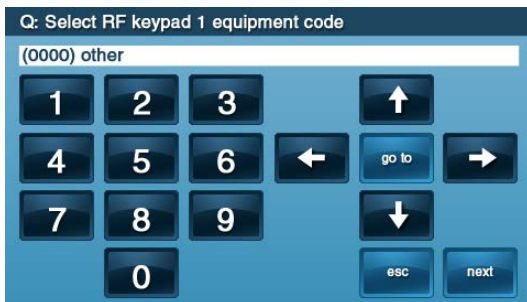 Q: Select RF keypad 1 equipment code
(0000) other
1 2 3
4 5 6 go to
7 8 9
0 esc next